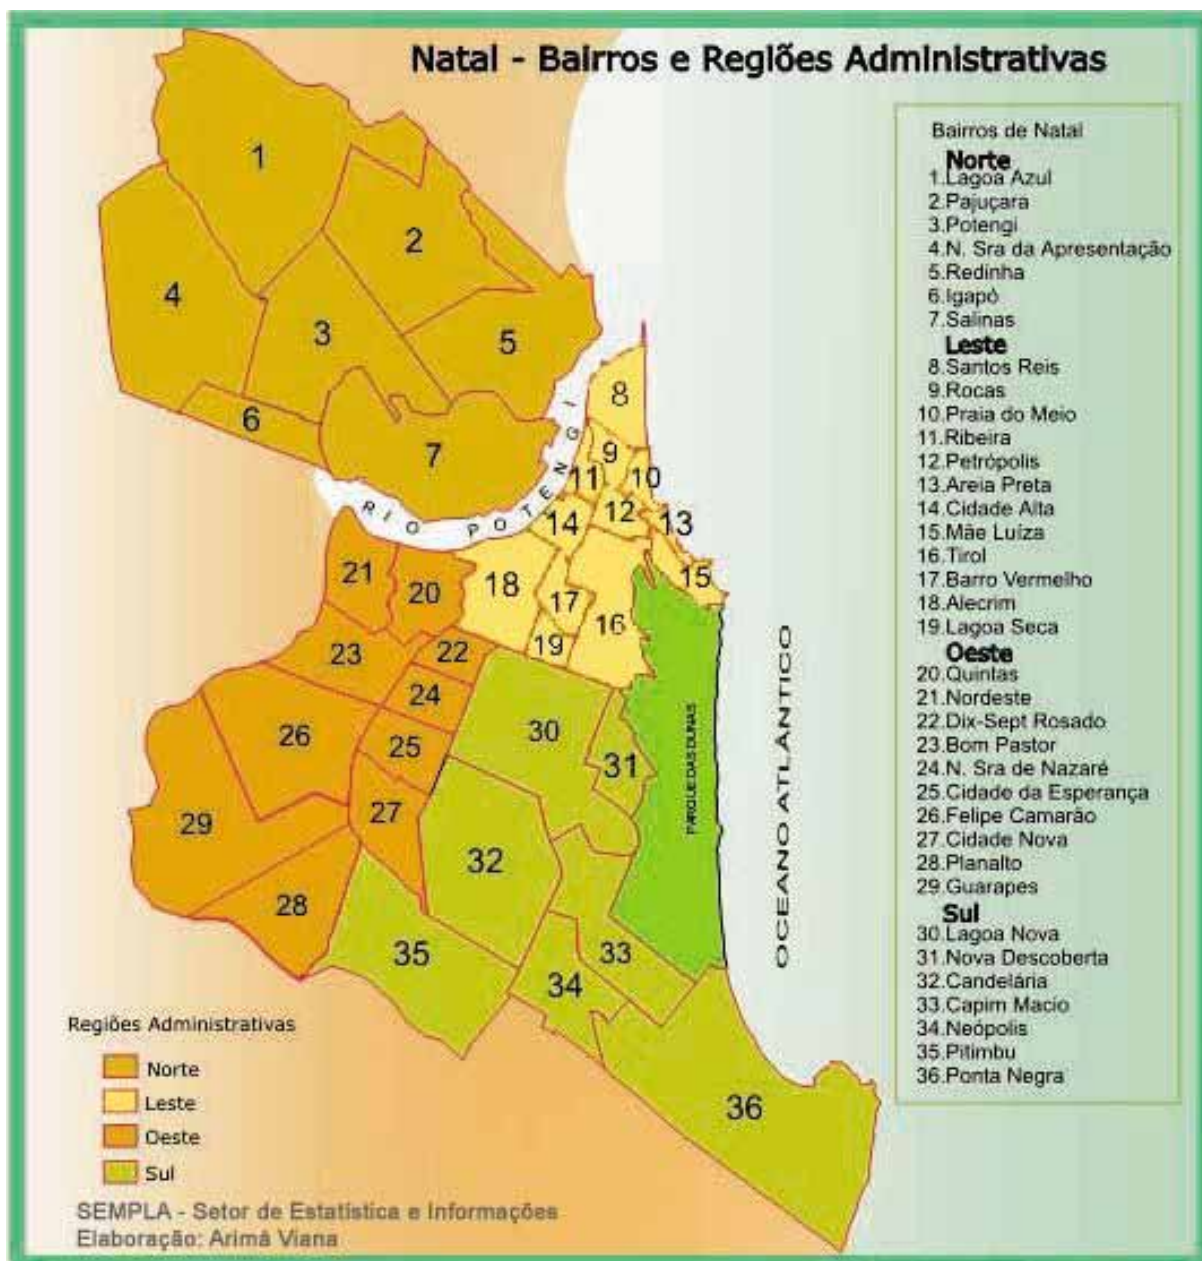 Natal - Bairros e Regiões Administrativas
Bairros de Natal
Norte
1.Lagoa Azul
2.Pajuçara
3.Potengi
4.N. Sra da Apresentação
5.Redinha
6.Igapó
7.Salinas
Leste
8.Santos Reis
9.Rocas
10.Praia do Meio
11.Ribeira
12.Petrópolis
13.Areia Preta
14.Cidade Alta
15.Mãe Luíza
16.Tirol
17.Barro Vermelho
18.Alecrim
19.Lagoa Seca
Oeste
20.Quintas
21.Nordeste
22.Dix-Sept Rosado
23.Bom Pastor
24.N. Sra de Nazaré
25.Cidade da Esperança
26.Felipe Camarão
27.Cidade Nova
28.Planalto
29.Guarapes
Sul
30.Lagoa Nova
31.Nova Descoberta
32.Candelária
33.Capim Macio
34.Neópolis
35.Pitimbu
36.Ponta Negra
1
2
4
3
5
6
7
8
9
11
10
RIO POTENGI
14
12
13
21
20
18
17
15
16
19
23
22
24
26
25
30
31
PARQUE DAS DUNAS
OCEANO ATLÂNTICO
29
27
32
28
35
33
34
36
Regiões Administrativas
Norte
Leste
Oeste
Sul
SEMPLA - Setor de Estatística e Informações
Elaboração: Arimá Viana